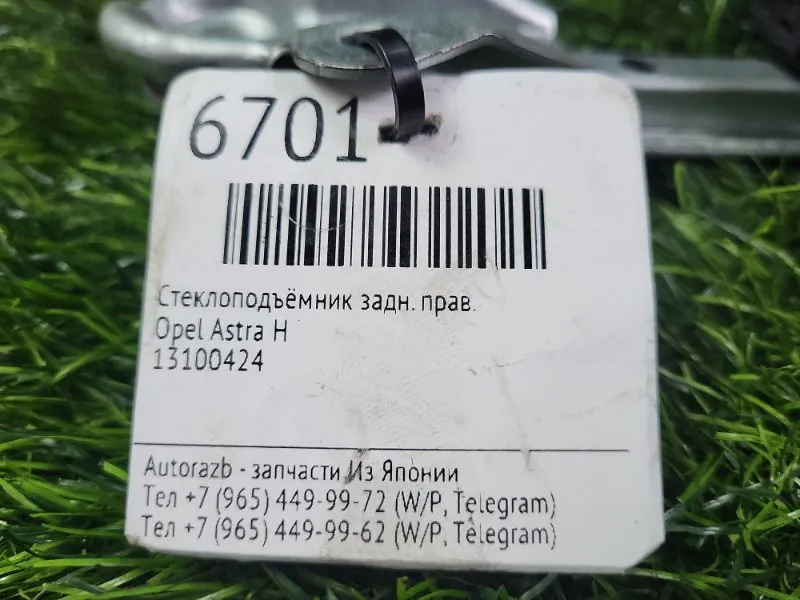 6701
Стеклоподъёмник задн. прав.
Opel Astra H
13100424
Autorazb - запчасти Из Японии
Тел +7 (965) 449-99-72 (W/P, Telegram)
Тел +7 (965) 449-99-62 (W/P, Telegram)